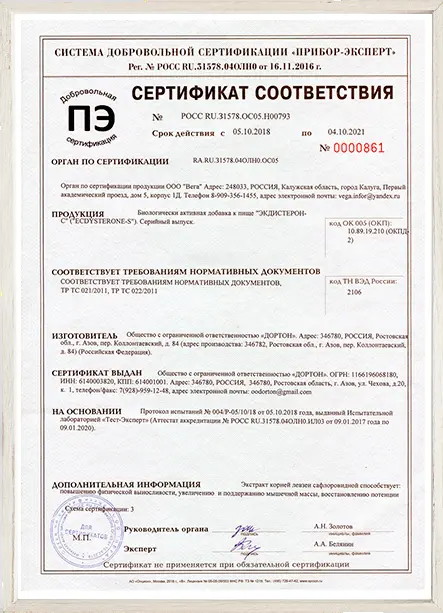 СИСТЕМА ДОБРОВОЛЬНОЙ СЕРТИФИКАЦИИ «ПРИБОР-ЭКСПЕРТ»
Рег. № РОСС RU.31578.04ОЛН0 от 16.11.2016 г.
Добровольная
ПЭ
сертификация
СЕРТИФИКАТ СООТВЕТСТВИЯ
№ РОСС RU.31578.ОС05.Н00793
Срок действия с 05.10.2018 по 04.10.2021
№ 0000861
ОРГАН ПО СЕРТИФИКАЦИИ RA.RU.31578.04ОЛН0.ОС05
Орган по сертификации продукции ООО "Вега" Адрес: 248033, РОССИЯ, Калужская область, город Калуга, Первый
академический проезд, дом 5, корпус 1Д. Телефон 8-909-356-1455, адрес электронной почты: vega.infor@yandex.ru
ПРОДУКЦИЯ Биологически активная добавка к пище "ЭКДИСТЕРОН-
С" ("ECDYSTERONE-S"). Серийный выпуск.
код ОК 005 (ОКП):
10.89.19.210 (ОКПД-
2)
СООТВЕТСТВУЕТ ТРЕБОВАНИЯМ НОРМАТИВНЫХ ДОКУМЕНТОВ
СООТВЕТСТВУЕТ ТРЕБОВАНИЯМ НОРМАТИВНЫХ ДОКУМЕНТОВ,
ТР ТС 021/2011, ТР ТС 022/2011
код ТН ВЭД России:
2106
ИЗГОТОВИТЕЛЬ Общество с ограниченной ответственностью «ДОРТОН». Адрес: 346780, РОССИЯ, Ростовская
обл., г. Азов, пер. Коллонтаевский, д. 84 (адрес производства: 346782, Ростовская обл., г. Азов, пер. Коллонтаевский,
д. 84) (Российская Федерация).
СЕРТИФИКАТ ВЫДАН Общество с ограниченной ответственностью «ДОРТОН». ОГРН: 1166196068180,
ИНН: 6140003820, КПП: 614001001. Адрес: 346780, РОССИЯ, 346780, Ростовская область, г. Азов, ул. Чехова, д.20,
к. 1, телефон/факс: 7(928)-959-12-48, адрес электронной почты: oodorton@gmail.com
НА ОСНОВАНИИ Протокол испытаний № 004/Р-05/10/18 от 05.10.2018 года, выданный Испытательной
лабораторией «Тест-Эксперт» (Аттестат аккредитации № РОСС RU.31578.04ОЛН0.ИЛ03 от 09.01.2017 года по
09.01.2020).
ДОПОЛНИТЕЛЬНАЯ ИНФОРМАЦИЯ Экстракт корней левзеи сафлоровидной способствует:
повышению физической выносливости, увеличению и поддержанию мышечной массы, восстановлению потенции
Схема сертификации: 3
ДЛЯ
СЕРТИФИКАТОВ
М.П.
Руководитель органа А.Н. Золотов
подпись инициалы, фамилия
Эксперт А.А. Белянин
подпись инициалы, фамилия
Сертификат не применяется при обязательной сертификации